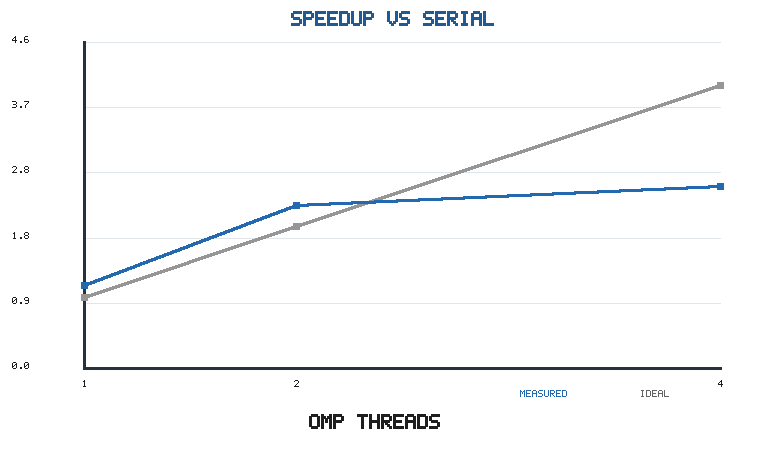 SPEEDUP VS SERIAL
4.6
3.7
2.8
1.8
0.9
0.0
1 2 4
MEASURED IDEAL
OMP THREADS